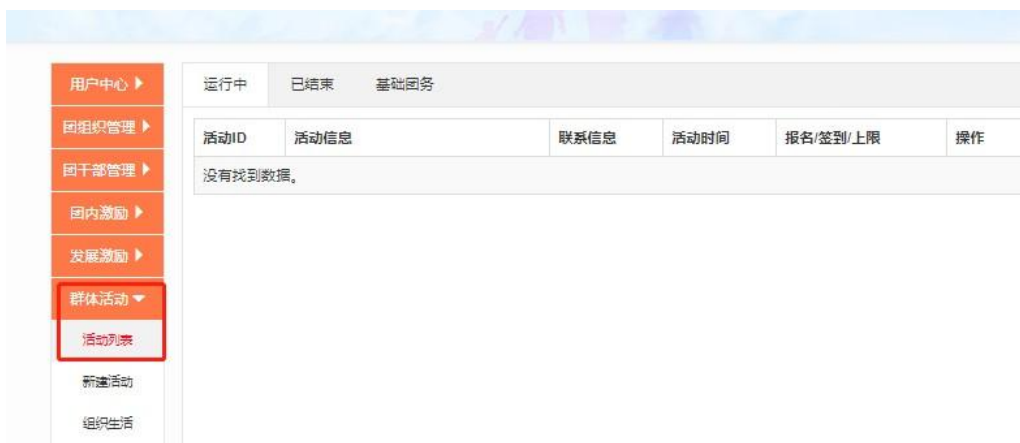 用户中心
团组织管理
团干部管理
团内激励
发展激励
群体活动
活动列表
新建活动
组织生活
运行中 已结束 基础团务
活动ID 活动信息 联系信息 活动时间 报名/签到/上限 操作
没有找到数据。